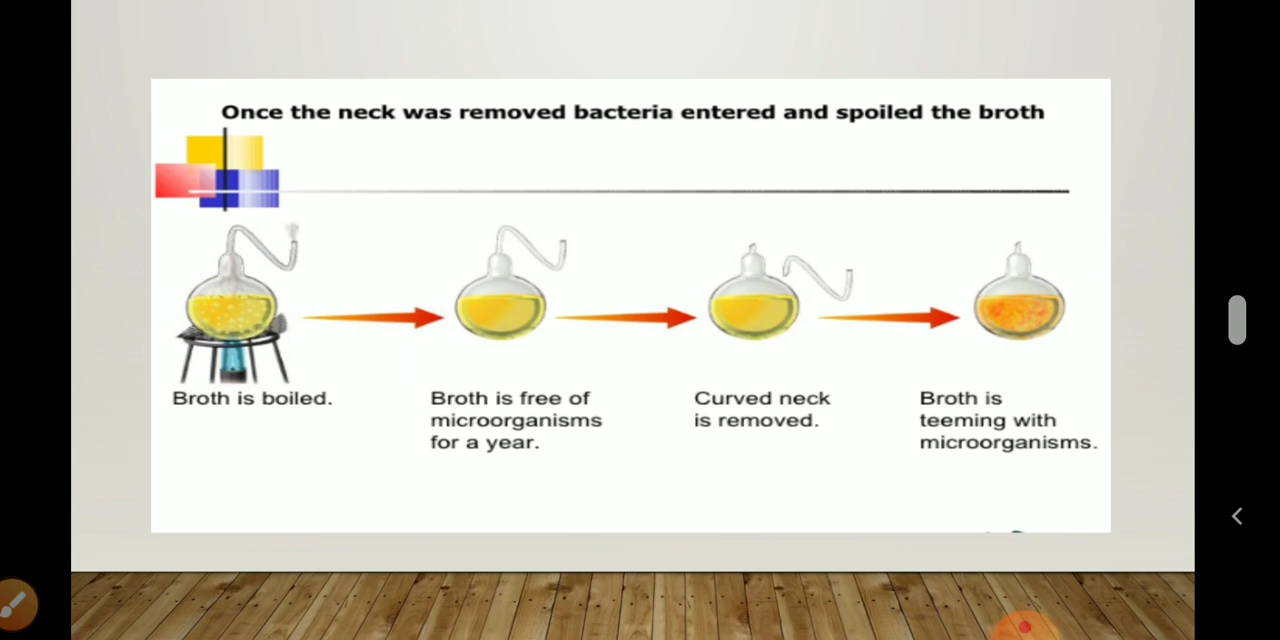 Once the neck was removed bacteria entered and spoiled the broth
Broth is boiled.
Broth is free of
microorganisms
for a year.
Curved neck
is removed.
Broth is
teeming with
microorganisms.